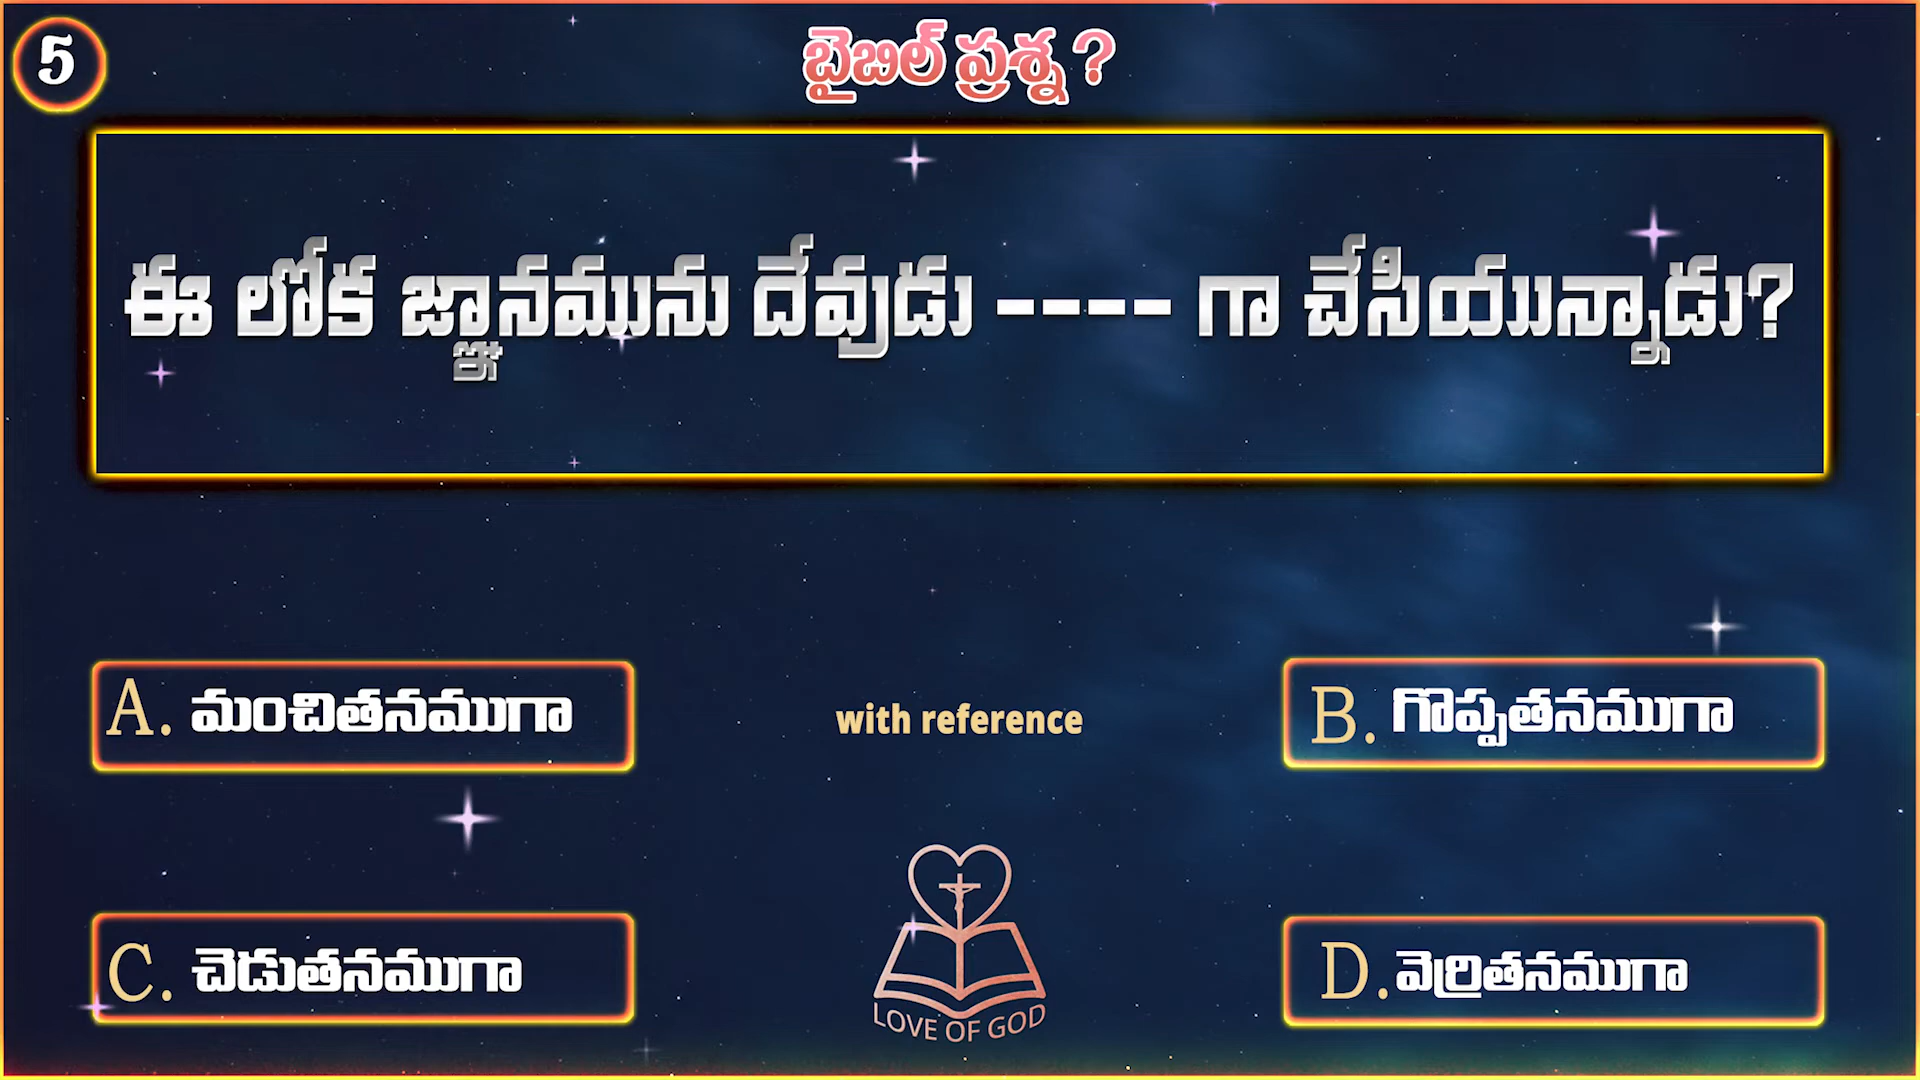 5
బైబిల్ ప్రశ్న ?
ఈ లోక జ్ఞానమును దేవుడు ---- గా చేసియున్నాడు?
A. మంచితనముగా
with reference
B. గొప్పతనముగా
C. చెడుతనముగా
D. వెర్రితనముగా
LOVE OF GOD